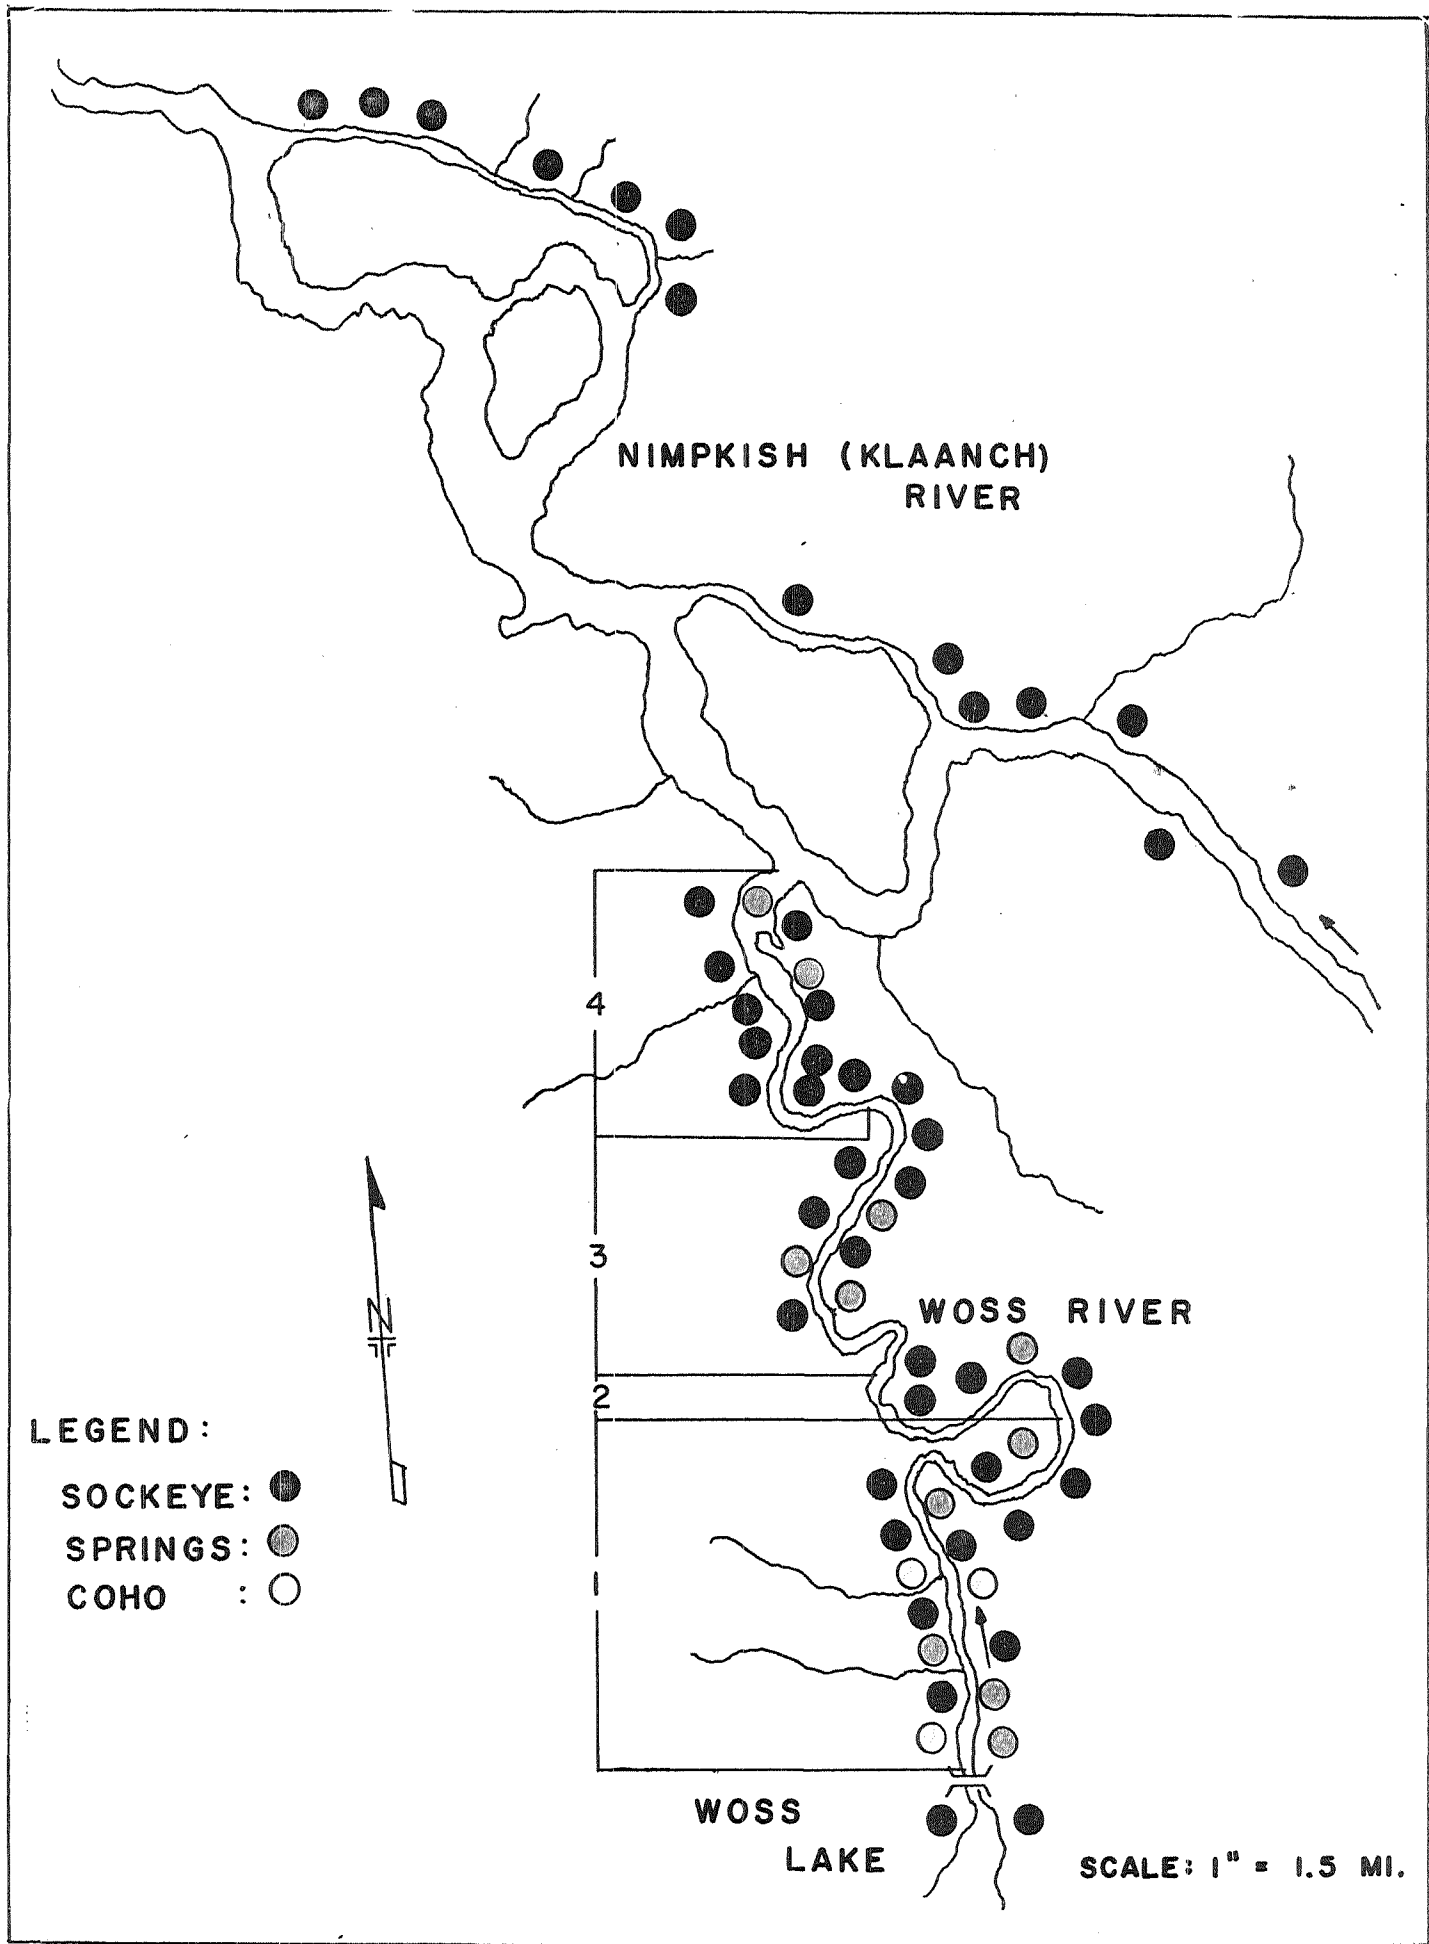 NIMPKISH (KLAANCH)
RIVER
4
3
WOSS RIVER
2
1
N
LEGEND:
SOCKEYE:
SPRINGS:
COHO :
WOSS
LAKE
SCALE: 1" = 1.5 MI.